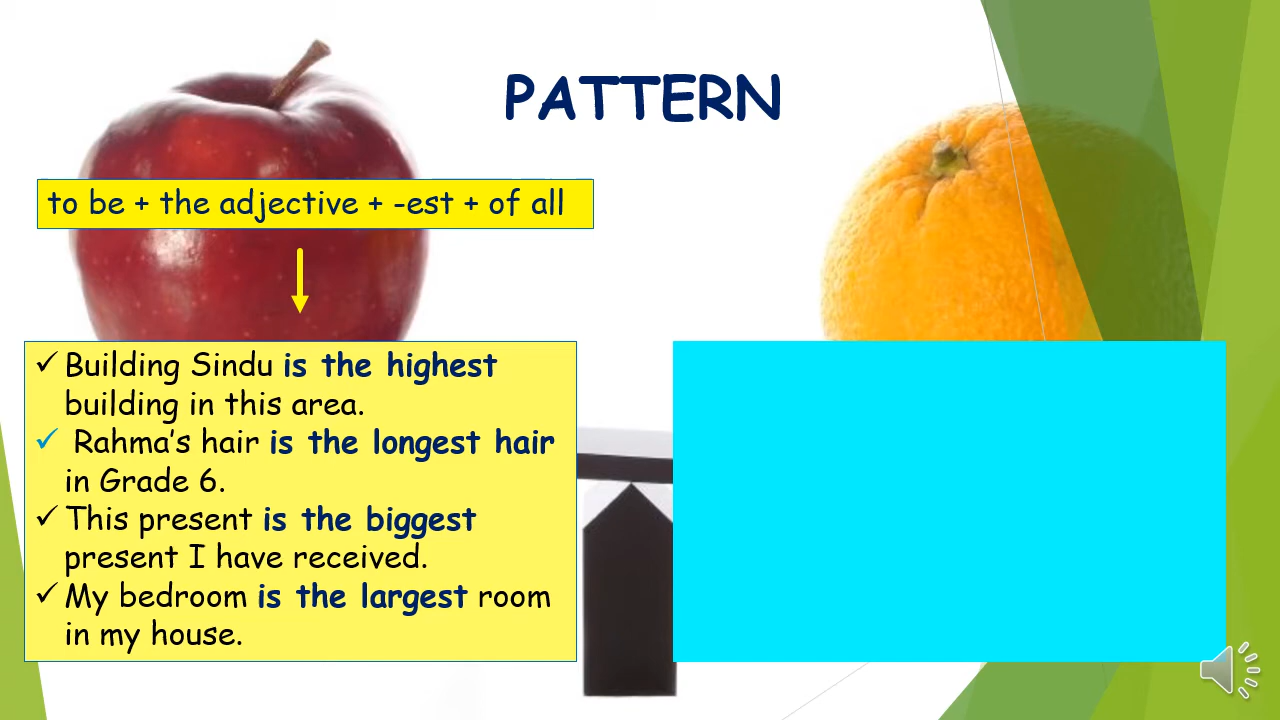 PATTERN
to be + the adjective + -est + of all
✓ Building Sindu is the highest
building in this area.
✓ Rahma’s hair is the longest hair
in Grade 6.
✓ This present is the biggest
present I have received.
✓ My bedroom is the largest room
in my house.